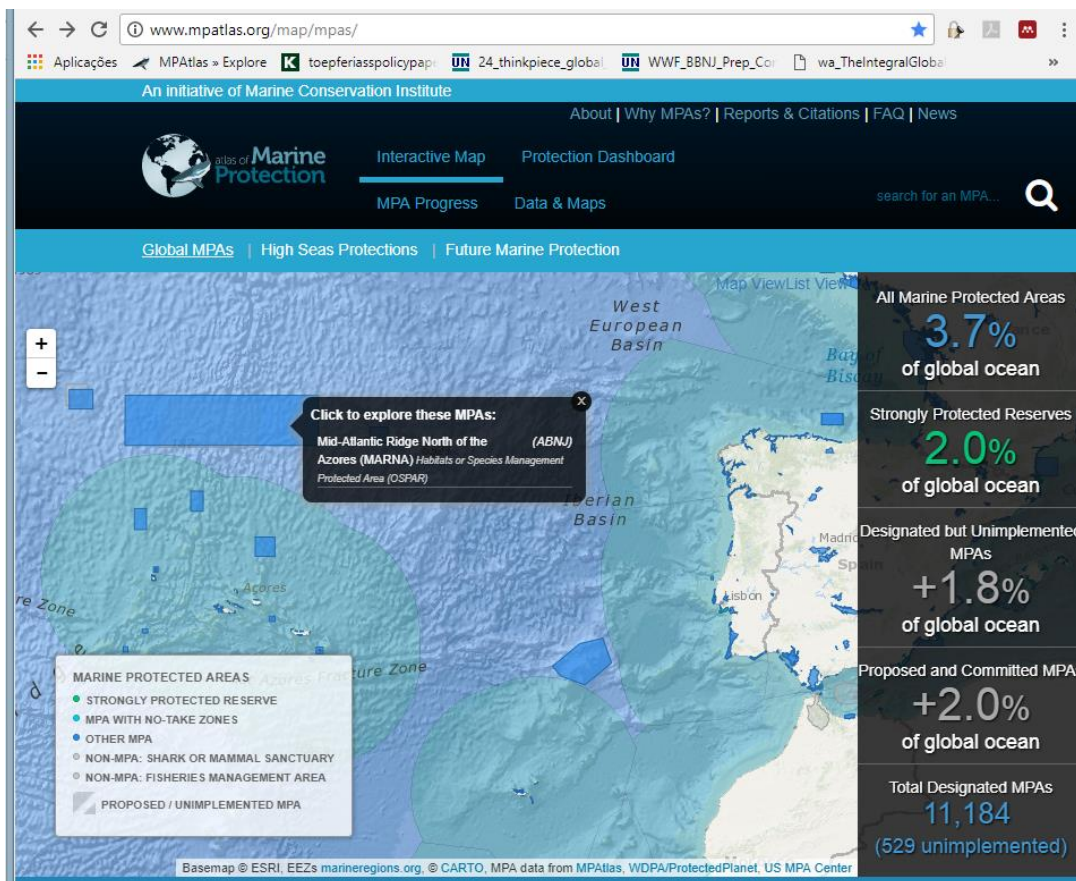 www.mpatlas.org/map/mpas/
Aplicações MPAtlas » Explore toepferiasspolicypap 24_thinkpiece_global WWF_BBNJ_Prep_Co wa_TheIntegralGloba »
An initiative of Marine Conservation Institute
About | Why MPAs? | Reports & Citations | FAQ | News
atlas of Marine
Protection
Interactive Map Protection Dashboard
MPA Progress Data & Maps
search for an MPA...
Global MPAs | High Seas Protections | Future Marine Protection
Map View List View
+
−
West
European
Basin
Bay of
Click to explore these MPAs: x
Mid-Atlantic Ridge North of the (ABNJ)
Azores (MARNA) Habitats or Species Management
Protected Area (OSPAR)
Iberian
Basin
Madrid
Spain
Lisbon
Azores
re Zone
Azores Fracture Zone
MARINE PROTECTED AREAS
STRONGLY PROTECTED RESERVE
MPA WITH NO-TAKE ZONES
OTHER MPA
NON-MPA: SHARK OR MAMMAL SANCTUARY
NON-MPA: FISHERIES MANAGEMENT AREA
PROPOSED / UNIMPLEMENTED MPA
All Marine Protected Areas
3.7%
of global ocean
Strongly Protected Reserves
2.0%
of global ocean
Designated but Unimplemented
MPAs
+1.8%
of global ocean
Proposed and Committed MPA
+2.0%
of global ocean
Total Designated MPAs
11,184
(529 unimplemented)
Basemap © ESRI, EEZs marineregions.org, © CARTO, MPA data from MPAtlas, WDPA/ProtectedPlanet, US MPA Center